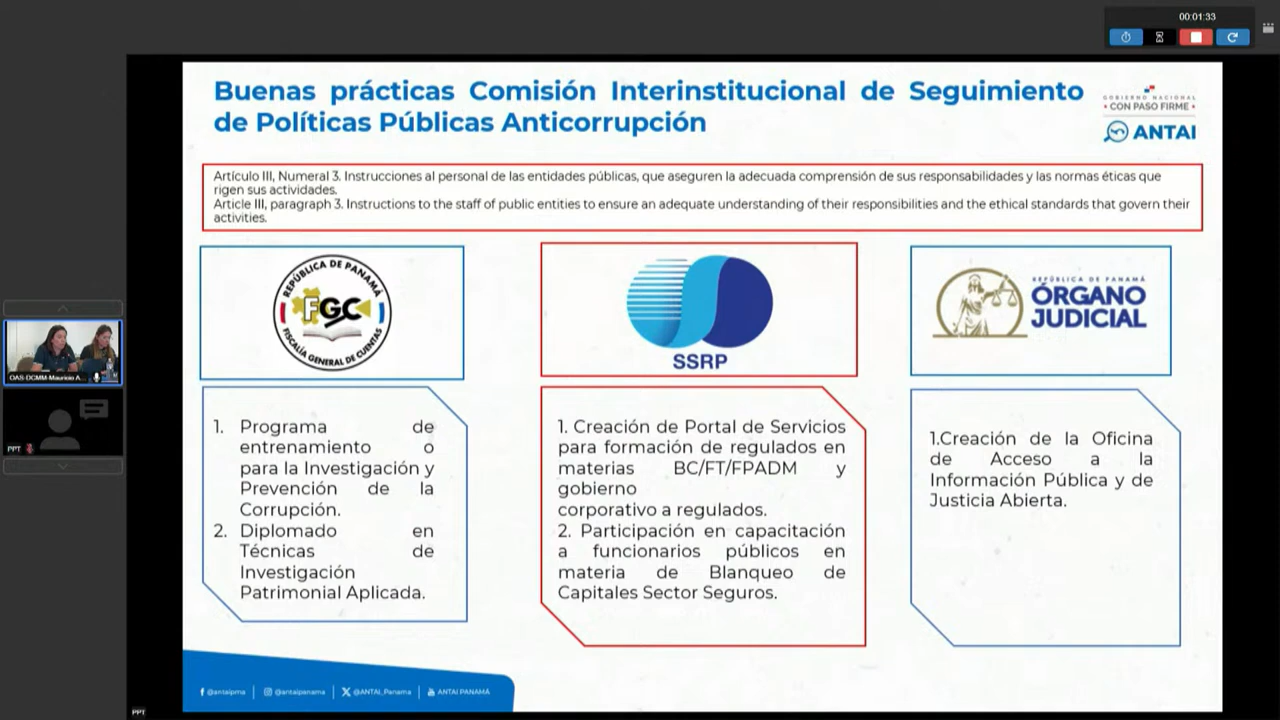 00:01:33
Buenas prácticas Comisión Interinstitucional de Seguimiento
de Políticas Públicas Anticorrupción
GOBIERNO NACIONAL
• CON PASO FIRME •
ANTAI
Artículo III, Numeral 3. Instrucciones al personal de las entidades públicas, que aseguren la adecuada comprensión de sus responsabilidades y las normas éticas que
rigen sus actividades.
Article III, paragraph 3. Instructions to the staff of public entities to ensure an adequate understanding of their responsibilities and the ethical standards that govern their
activities.
REPÚBLICA DE PANAMÁ
FGC
FISCALÍA GENERAL DE CUENTAS
SSRP
REPÚBLICA DE PANAMÁ
ÓRGANO
JUDICIAL
OAS-DCMM-Mauricio A...
PPT
1. Programa de
entrenamiento o
para la Investigación y
Prevención de la
Corrupción.
2. Diplomado en
Técnicas de
Investigación
Patrimonial Aplicada.
1. Creación de Portal de Servicios
para formación de regulados en
materias BC/FT/FPADM y
gobierno
corporativo a regulados.
2. Participación en capacitación
a funcionarios públicos en
materia de Blanqueo de
Capitales Sector Seguros.
1.Creación de la Oficina
de Acceso a la
Información Pública y de
Justicia Abierta.
@antaipma
@antaipanama
@ANTAI_Panama
ANTAI PANAMÁ
PPT